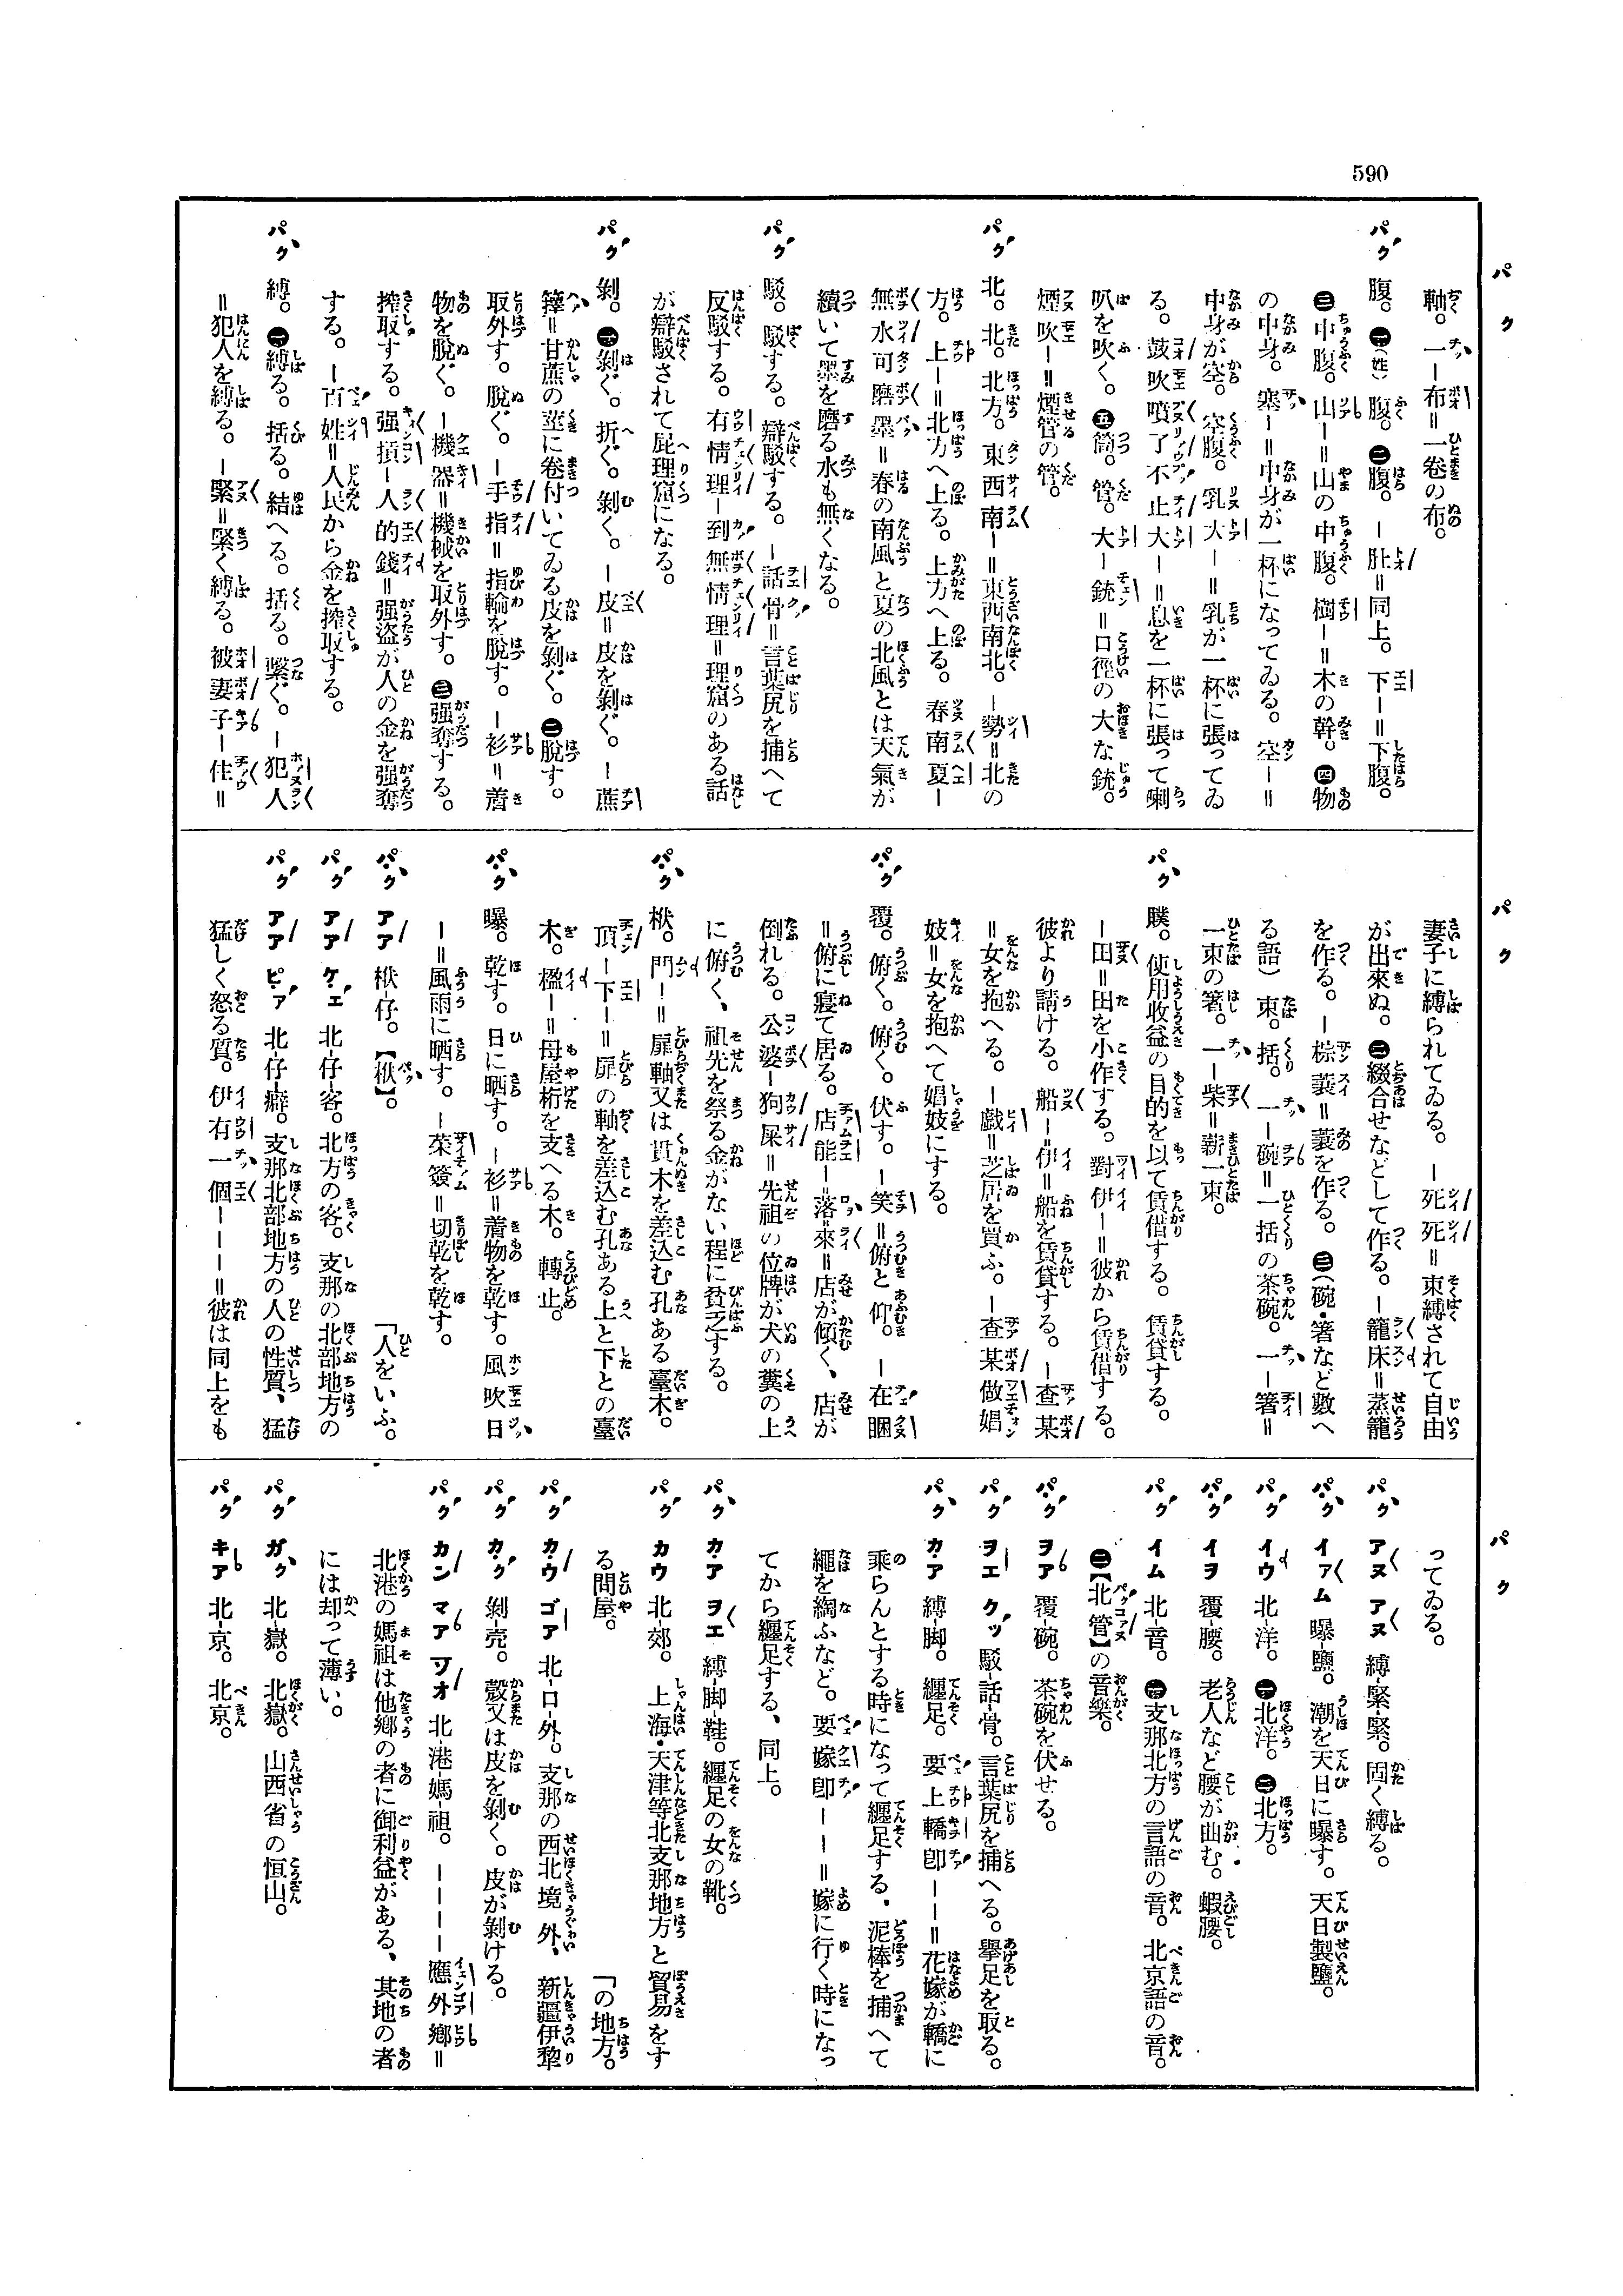 590
パク
軸。一－布＝一卷の布。
パク 腹。㊀(姓)腹。㊁腹。－肚＝同上。下－＝下腹。
㊂中腹。山－＝山の中腹。樹－＝木の幹。㊃物
の中身。寒－＝中身が一杯になってゐる。空－＝
中身が空。空腹。乳大－＝乳が一杯に張ってゐ
る。鼓吹噴了不止大－＝息を一杯に張って喇
叭を吹く。㊄筒。管。大－銃＝口徑の大な銃。
煙吹－＝煙管の管。
パク 北。北。北方。東西南－＝東西南北。－勢＝北の
方。上－＝北方へ上る。上方へ上る。春南夏－
無水可磨墨＝春の南風と夏の北風とは天氣が
續いて墨を磨る水も無くなる。
パク 駁。駁する。辯駁する。－話骨＝言葉尻を捕へて
反駁する。有情理－到無情理＝理窟のある話
が辯駁されて屁理窟になる。
パク 剝。㊀剝ぐ。折ぐ。剝く。－皮＝皮を剝ぐ。－蔗
籜＝甘蔗の莖に卷付いてゐる皮を剝ぐ。㊁脫す。
取外す。脫ぐ。－手指＝指輪を脫す。－衫＝着
物を脫ぐ。－機器＝機械を取外す。㊂强奪する。
搾取する。强摃－人的錢＝强盜が人の金を强奪
する。－百姓＝人民から金を搾取する。
パク 縛。㊀縛る。括る。結へる。括る。繫ぐ。－犯人
＝犯人を縛る。－緊＝緊く縛る。被妻子－住＝
パク
妻子に縛られてゐる。－死死＝束縛されて自由
が出來ぬ。㊁綴合せなどして作る。－籠床＝蒸籠
を作る。－棕蓑＝蓑を作る。㊂(碗・箸など數へ
る語)束。括。一－碗＝一括の茶碗。一－箸＝
一束の箸。一－柴＝薪一束。
パク 贌。使用收益の目的を以て賃借する。賃貸する。
－田＝田を小作する。對伊－＝彼から賃借する。
彼より請ける。船－伊＝船を賃貸する。－查某
＝女を抱へる。－戲＝芝居を買ふ。－查某做娼
妓＝女を抱へて娼妓にする。
パク 覆。俯く。俯く。伏す。－笑＝俯と仰。－在睏
＝俯に寢て居る。店能－落來＝店が傾く、店が
倒れる。公婆－狗屎＝先祖の位牌が犬の糞の上
に俯く、祖先を祭る金がない程に貧乏する。
パク 栿。門－＝扉軸又は貫木を差込む孔ある臺木。
頂－下－＝扉の軸を差込む孔ある上と下との臺
木。楹－＝母屋桁を支へる木。轉止。
パク 曝。乾す。日に晒す。－衫＝着物を乾す。風吹日
－＝風雨に晒す。－菜簽＝切乾を乾す。
パク アア 栿-仔。【栿】。
パク アア ケェ 北-仔-客。北方の客。支那の北部地方の
「人をいふ。
パク アア ピァ 北-仔-癖。支那北部地方の人の性質、猛
猛しく怒る質。伊有一個－－－＝彼は同上をも
パク
ってゐる。
パク アヌ アヌ 縛-緊-緊。固く縛る。
パク イァム 曝-鹽。潮を天日に曝す。天日製鹽。
パク イウ 北-洋。㊀北洋。㊁北方。
パク イヲ 覆-腰。老人など腰が曲む。蝦腰。
パク イム 北-音。㊀支那北方の言語の音。北京語の音。
㊁【北管】の音樂。
パク ヲア 覆-碗。茶碗を伏せる。
パク ヲエ クッ 駁-話-骨。言葉尻を捕へる。擧足を取る。
パク カ・ア 縛-脚。纏足。要上轎卽－－＝花嫁が轎に
乘らんとする時になって纏足する、泥棒を捕へて
繩を綯ふなど。要嫁卽－－＝嫁に行く時になっ
てから纏足する、同上。
パク カ・ア ヲエ 縛-脚-鞋。纏足の女の靴。
パク カウ 北-郊。上海・天津等北支那地方と貿易をす
る問屋。
パク カ・ウ ゴア 北-口-外。支那の西北境外、新疆伊犂
「の地方。
パク カ・ク 剝-壳。殼又は皮を剝く。皮が剝ける。
パク カン マア ツオ 北-港-媽-祖。－－－－應外鄉＝
北港の媽祖は他鄉の者に御利益がある、其地の者
には却って薄い。
パク ガク 北-嶽。北嶽。山西省の恒山。
パク キア 北-京。北京。